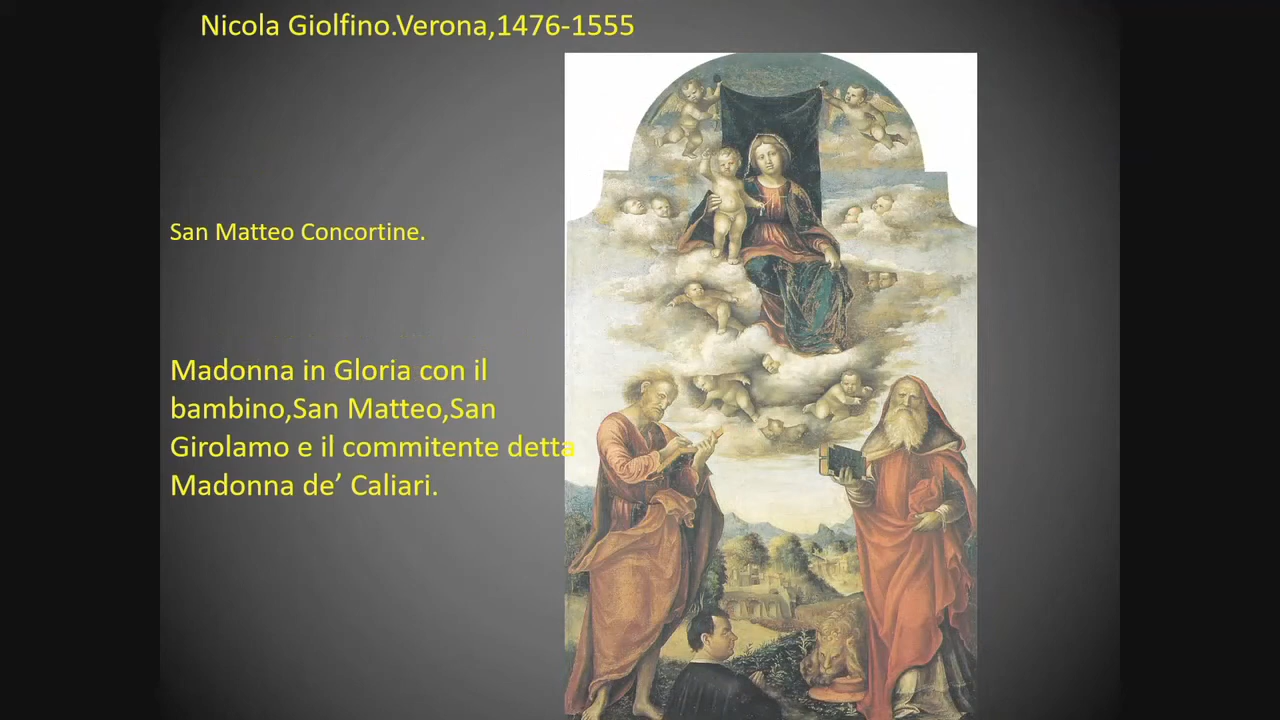 Nicola Giolfino.Verona,1476-1555
San Matteo Concortine.
Madonna in Gloria con il
bambino,San Matteo,San
Girolamo e il commitente detta
Madonna de’ Caliari.